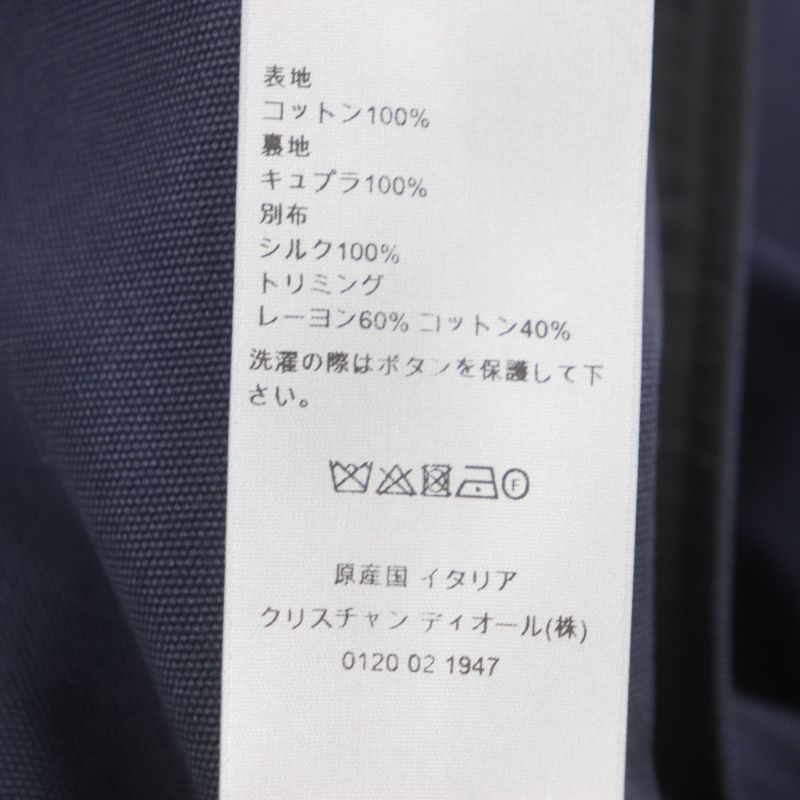 表地
コットン100%
裏地
キュプラ100%
別布
シルク100%
トリミング
レーヨン60% コットン40%
洗濯の際はボタンを保護して下
さい。
F
原産国 イタリア
クリスチャン ディオール(株)
0120 02 1947